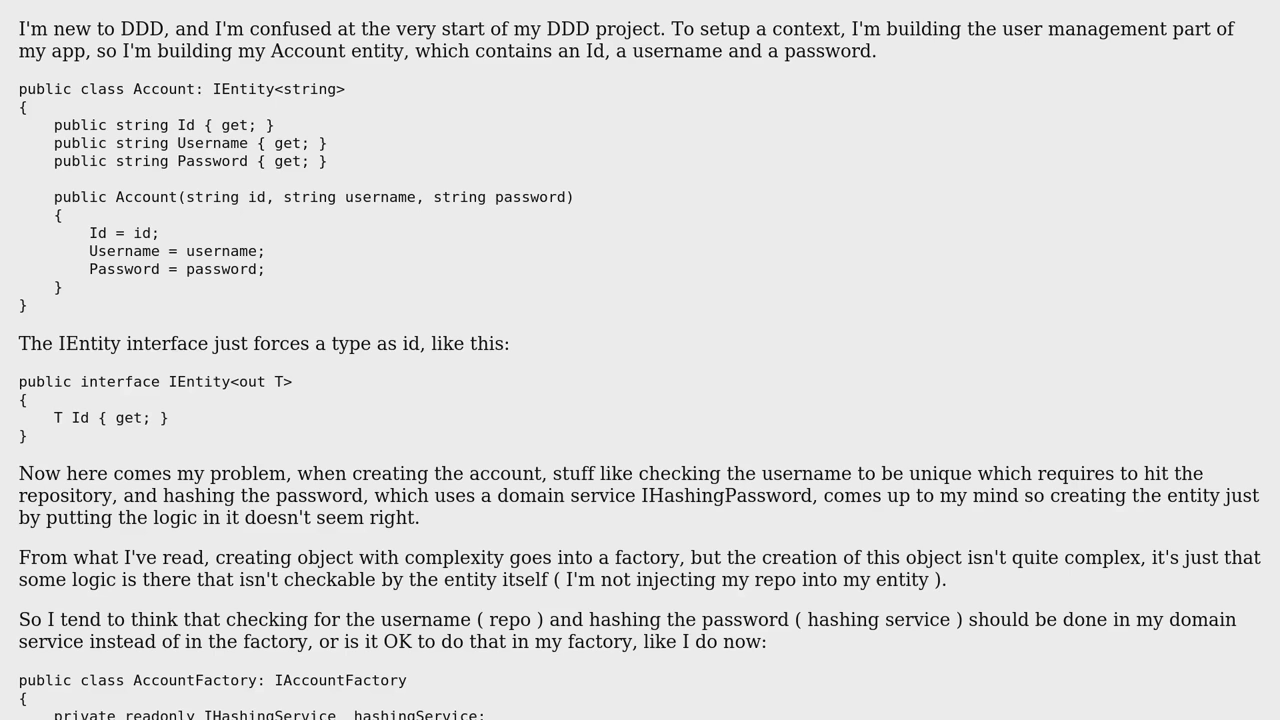 I'm new to DDD, and I'm confused at the very start of my DDD project. To setup a context, I'm building the user management part of
my app, so I'm building my Account entity, which contains an Id, a username and a password.
public class Account: IEntity<string>
{
    public string Id { get; }
    public string Username { get; }
    public string Password { get; }
    public Account(string id, string username, string password)
    {
        Id = id;
        Username = username;
        Password = password;
    }
}
The IEntity interface just forces a type as id, like this:
public interface IEntity<out T>
{
    T Id { get; }
}
Now here comes my problem, when creating the account, stuff like checking the username to be unique which requires to hit the
repository, and hashing the password, which uses a domain service IHashingPassword, comes up to my mind so creating the entity just
by putting the logic in it doesn't seem right.
From what I've read, creating object with complexity goes into a factory, but the creation of this object isn't quite complex, it's just that
some logic is there that isn't checkable by the entity itself ( I'm not injecting my repo into my entity ).
So I tend to think that checking for the username ( repo ) and hashing the password ( hashing service ) should be done in my domain
service instead of in the factory, or is it OK to do that in my factory, like I do now:
public class AccountFactory: IAccountFactory
{
    private readonly IHashingService _hashingService;